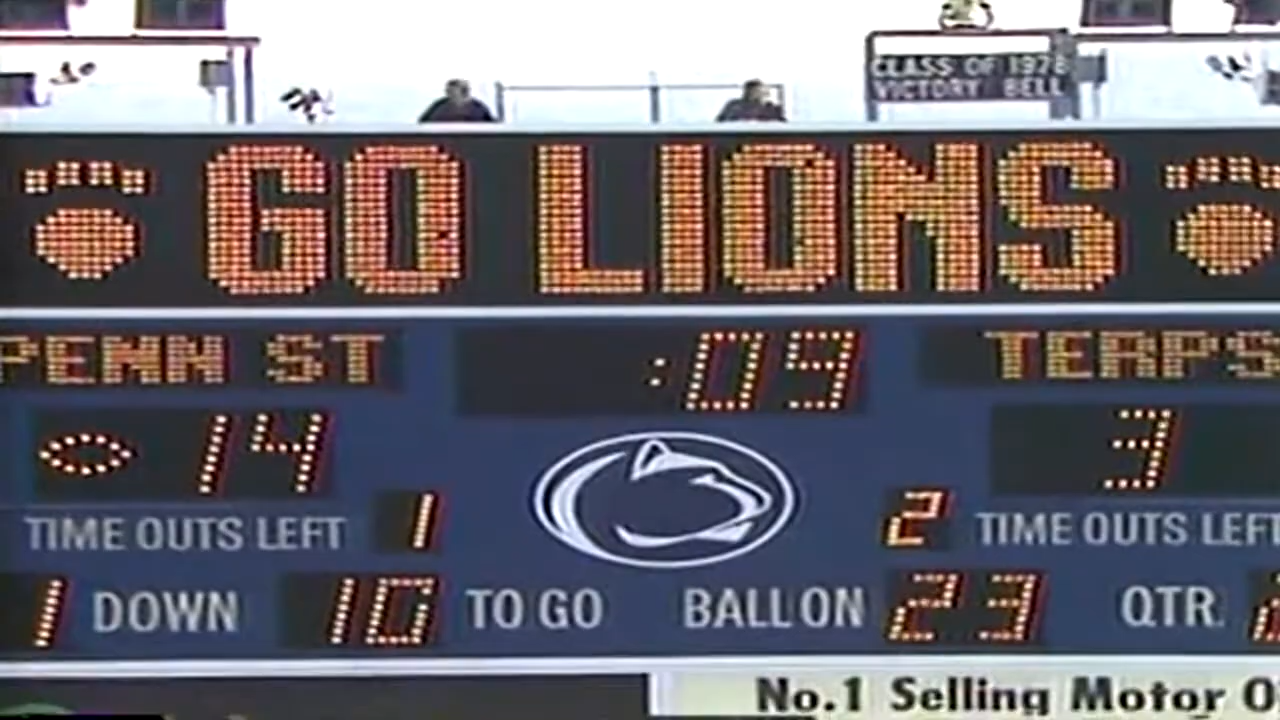 CLASS OF 1978
VICTORY BELL
GO LIONS
PENN ST :09 TERPS
14 3
TIME OUTS LEFT 1 2 TIME OUTS LEFT
1 DOWN 10 TO GO BALL ON 23 QTR. 2
No.1 Selling Motor O